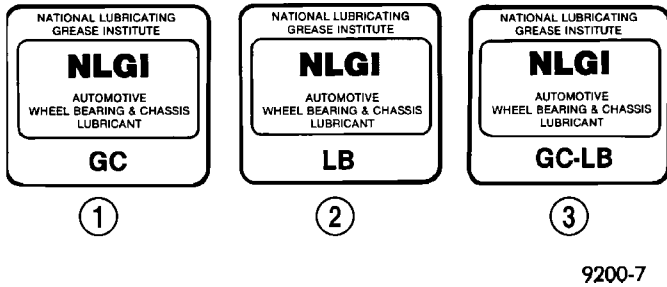 NATIONAL LUBRICATING
GREASE INSTITUTE
NLGI
AUTOMOTIVE
WHEEL BEARING & CHASSIS
LUBRICANT
GC
1
NATIONAL LUBRICATING
GREASE INSTITUTE
NLGI
AUTOMOTIVE
WHEEL BEARING & CHASSIS
LUBRICANT
LB
2
NATIONAL LUBRICATING
GREASE INSTITUTE
NLGI
AUTOMOTIVE
WHEEL BEARING & CHASSIS
LUBRICANT
GC-LB
3
9200-7